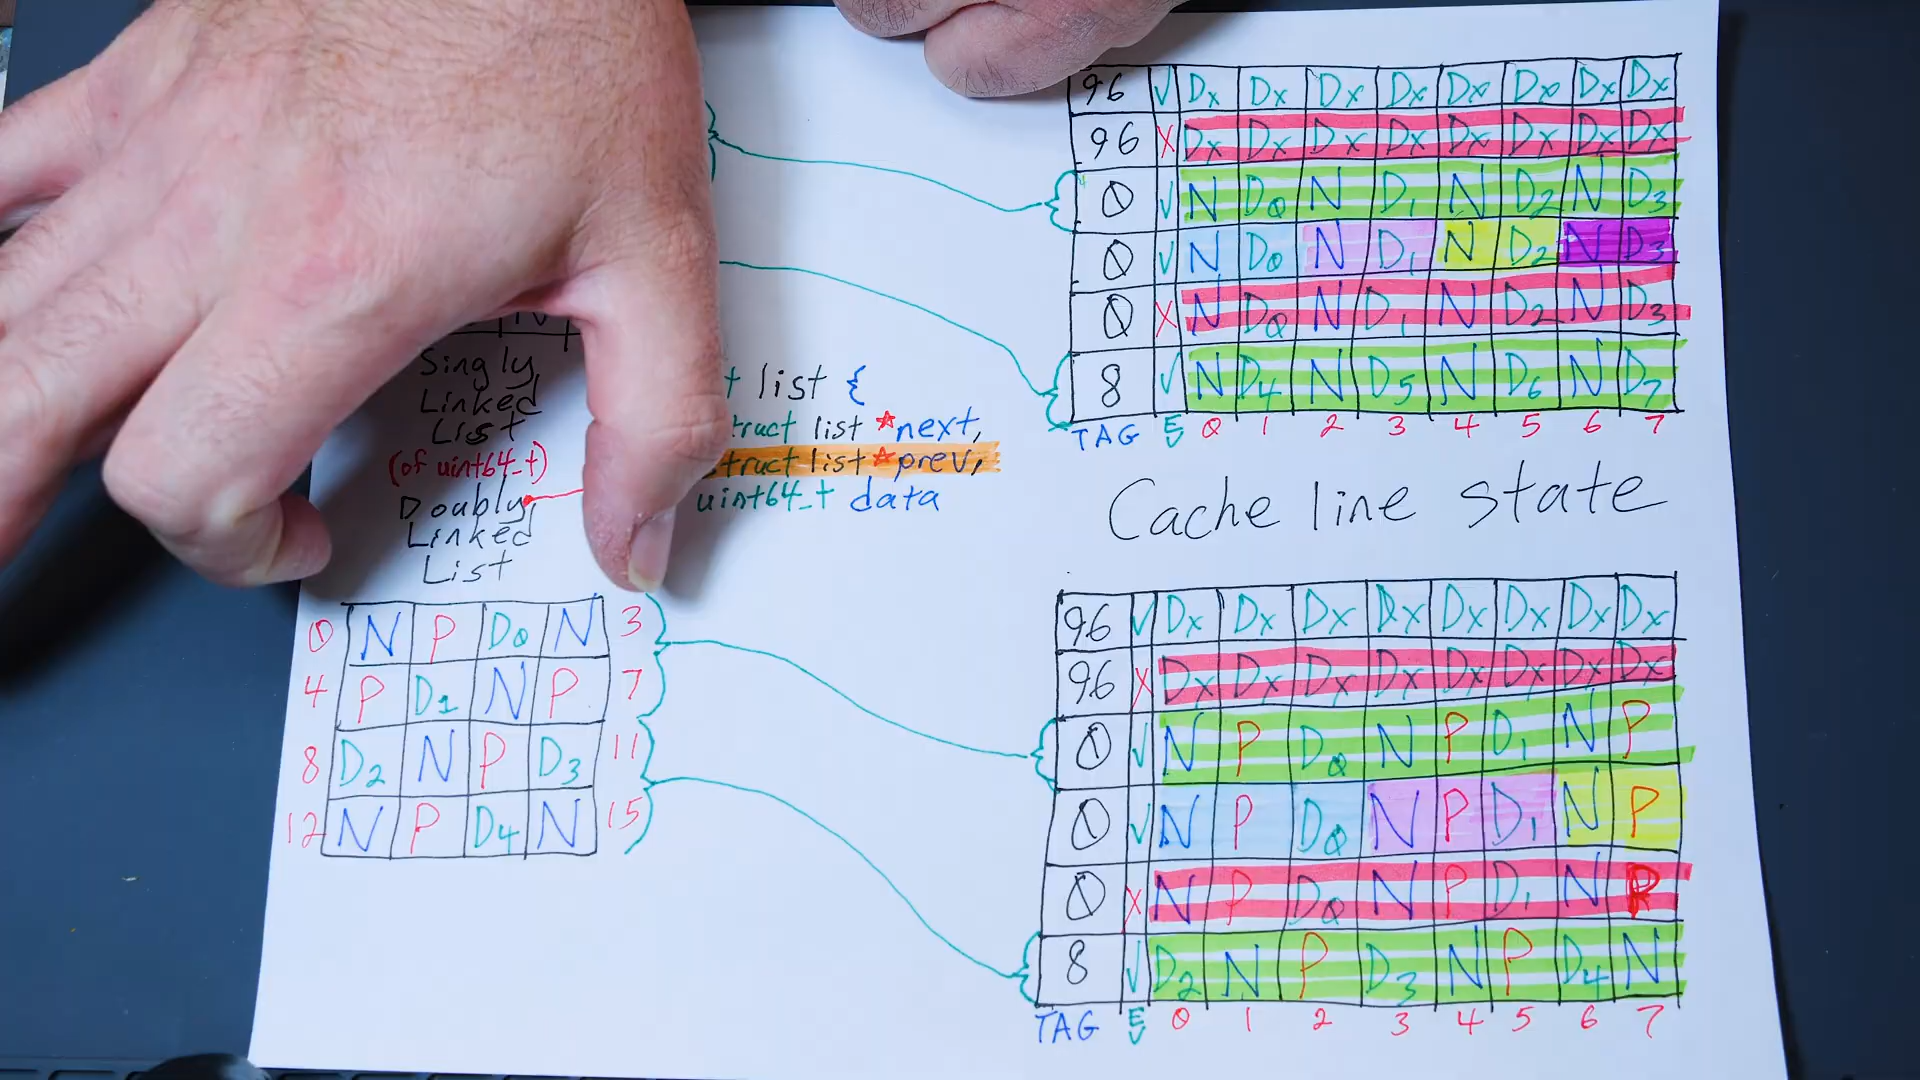 96 √ Dx Dx Dx Dx Dx Dx Dx Dx
96 X Dx Dx Dx Dx Dx Dx Dx Dx
0 √ N D0 N D1 N D2 N D3
0 √ N D0 N D1 N D2 N D3
0 X N D0 N D1 N D2 N D3
8 √ N D4 N D5 N D6 N D7
TAG 0 1 2 3 4 5 6 7
Singly
Linked
List
(of uint64_t)
Doubly
Linked
List
t list {
truct list *next,
truct list *prev,
uint64_t data
Cache line state
0 N P D0 N 3
4 P D1 N P 7
8 D2 N P D3 11
12 N P D4 N 15
96 √ Dx Dx Dx Dx Dx Dx Dx Dx
96 X Dx Dx Dx Dx Dx Dx Dx Dx
0 √ N P D0 N P D1 N P
0 √ N P D0 N P D1 N P
0 X N P D0 N P D1 N P
8 √ D2 N P D3 N P D4 N
TAG 0 1 2 3 4 5 6 7